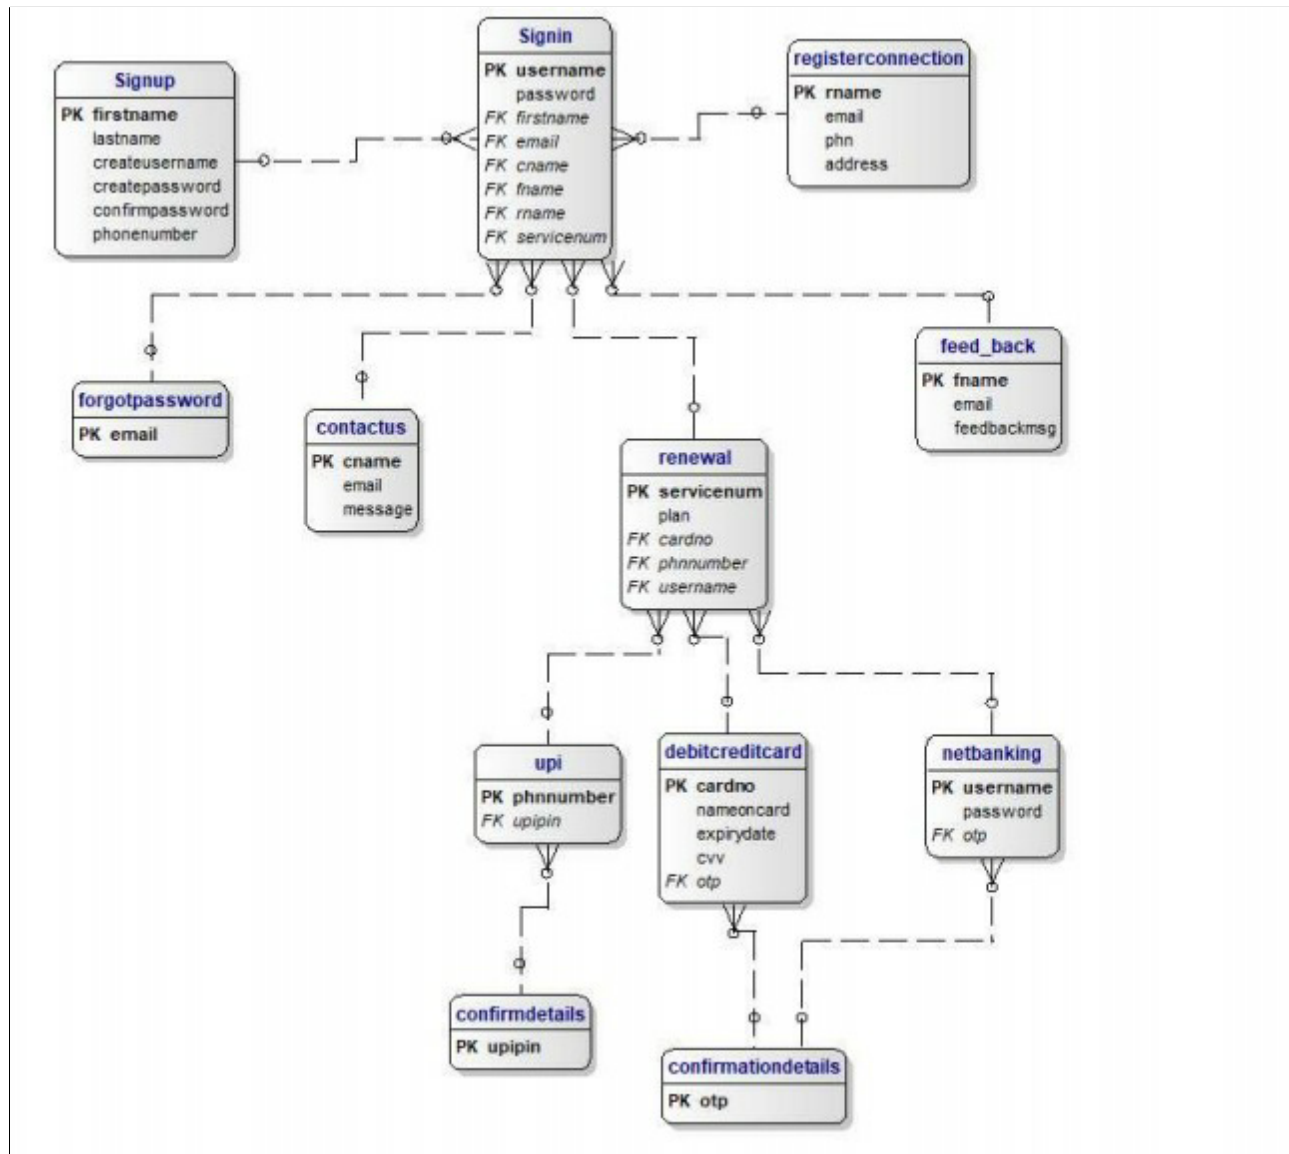 Signup
PK firstname
lastname
createusername
createpassword
confirmpassword
phonenumber
Signin
PK username
password
FK firstname
FK email
FK cname
FK fname
FK rname
FK servicenum
registerconnection
PK rname
email
phn
address
forgotpassword
PK email
contactus
PK cname
email
message
renewal
PK servicenum
plan
FK cardno
FK phnnumber
FK username
feed_back
PK fname
email
feedbackmsg
upi
PK phnnumber
FK upipin
debitcreditcard
PK cardno
nameoncard
expirydate
cvv
FK otp
netbanking
PK username
password
FK otp
confirmdetails
PK upipin
confirmationdetails
PK otp